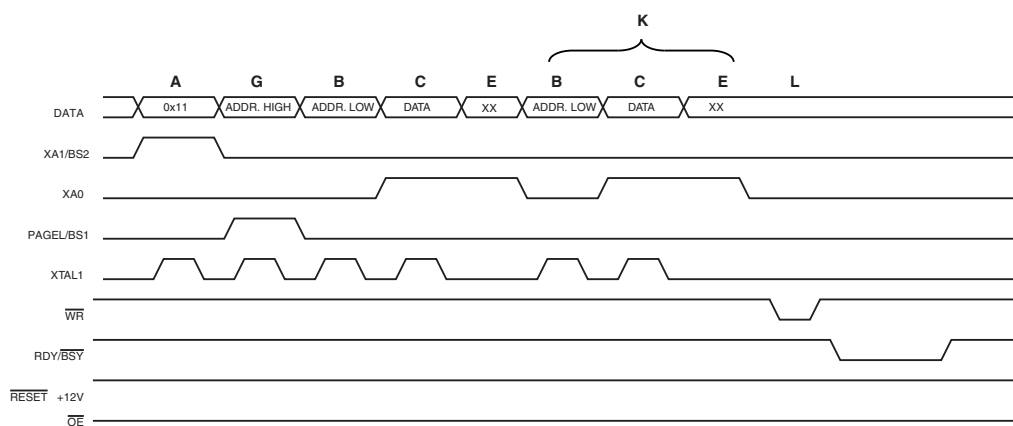 K
A G B C E B C E L
DATA 0x11 ADDR. HIGH ADDR. LOW DATA XX ADDR. LOW DATA XX
XA1/BS2
XA0
PAGEL/BS1
XTAL1
WR
RDY/BSY
RESET +12V
OE